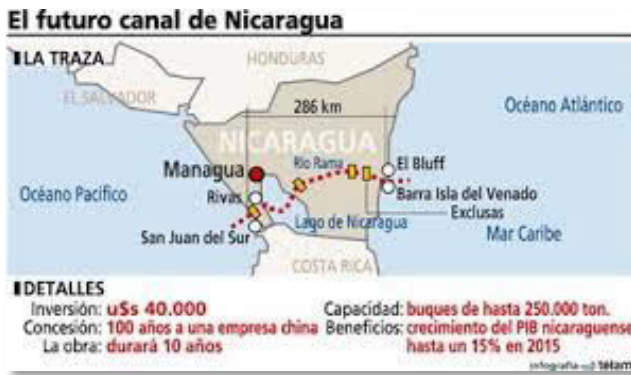 El futuro canal de Nicaragua
LA TRAZA
HONDURAS
EL SALVADOR
286 km
Océano Atlántico
NICARAGUA
Managua
Río Rama
El Bluff
Océano Pacífico
Rivas
Barra Isla del Venado
Lago de Nicaragua
Exclusas
San Juan del Sur
Mar Caribe
COSTA RICA
DETALLES
Inversión: u$s 40.000
Capacidad: buques de hasta 250.000 ton.
Concesión: 100 años a una empresa china
Beneficios: crecimiento del PIB nicaraguense
La obra: durará 10 años
hasta un 15% en 2015
infografía télam